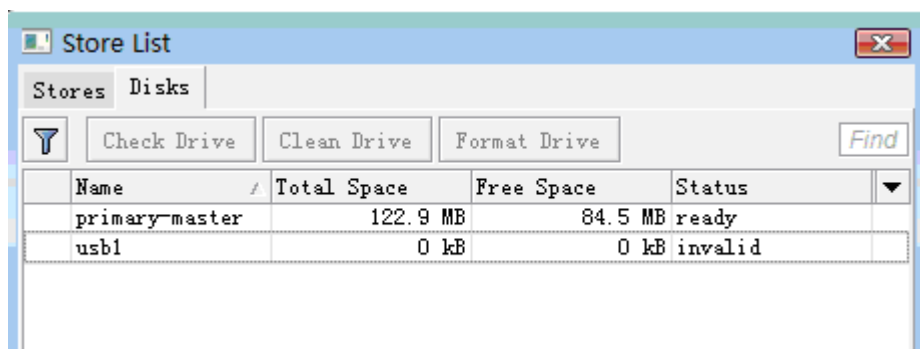 Store List
Stores Disks
Check Drive Clean Drive Format Drive Find
Name Total Space Free Space Status
primary-master 122.9 MB 84.5 MB ready
usb1 0 kB 0 kB invalid